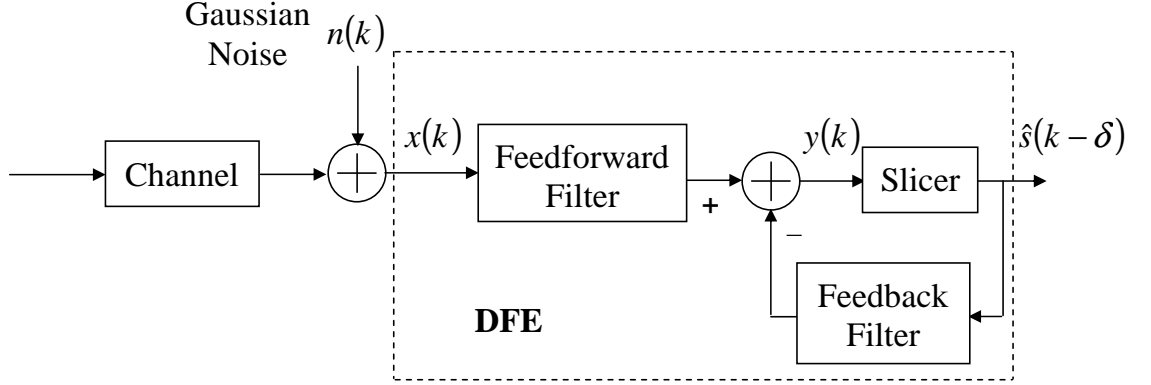 Gaussian
Noise
n(k)
x(k)
y(k)
ŝ(k − δ)
Channel
Feedforward
Filter
Slicer
+
−
Feedback
Filter
DFE